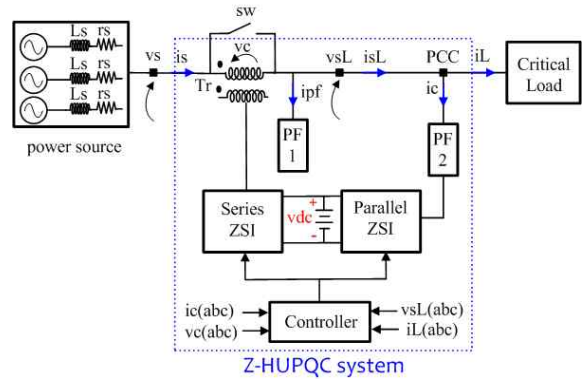 sw
Ls rs
Ls rs
Ls rs
vs is
vc
Tr
vsL isL PCC iL
ipf
ic
Critical
Load
power source
PF
1
PF
2
Series
ZSI
+
vdc
-
Parallel
ZSI
ic(abc)
vc(abc)
Controller
vsL(abc)
iL(abc)
Z-HUPQC system